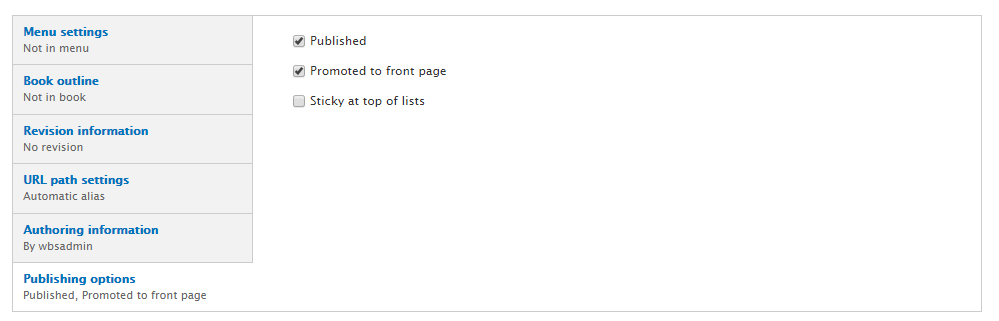 Menu settings
Not in menu
Book outline
Not in book
Revision information
No revision
URL path settings
Automatic alias
Authoring information
By wbsadmin
Publishing options
Published, Promoted to front page
Published
Promoted to front page
Sticky at top of lists